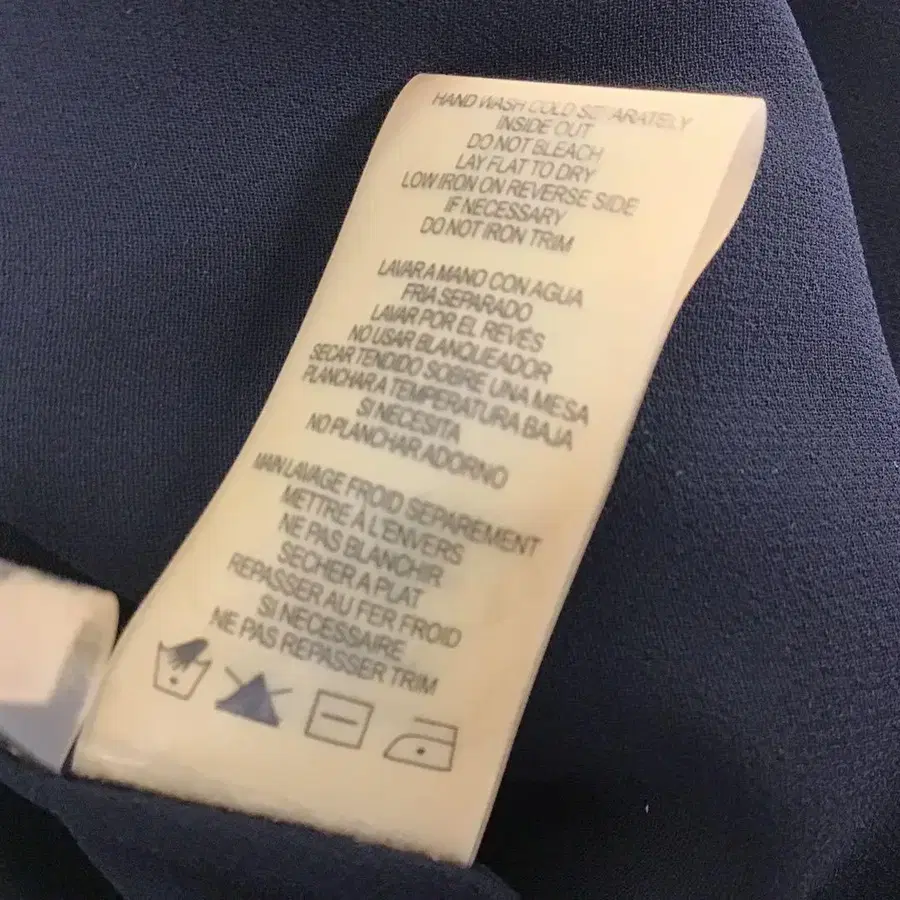 HAND WASH COLD SEPARATELY
INSIDE OUT
DO NOT BLEACH
LAY FLAT TO DRY
LOW IRON ON REVERSE SIDE
IF NECESSARY
DO NOT IRON TRIM
LAVAR A MANO CON AGUA
FRIA SEPARADO
LAVAR POR EL REVÉS
NO USAR BLANQUEADOR
SECAR TENDIDO SOBRE UNA MESA
PLANCHAR A TEMPERATURA BAJA
SI NECESITA
NO PLANCHAR ADORNO
MAIN LAVAGE FROID SEPAREMENT
METTRE À L'ENVERS
NE PAS BLANCHIR
SECHER A PLAT
REPASSER AU FER FROID
SI NECESSAIRE
NE PAS REPASSER TRIM